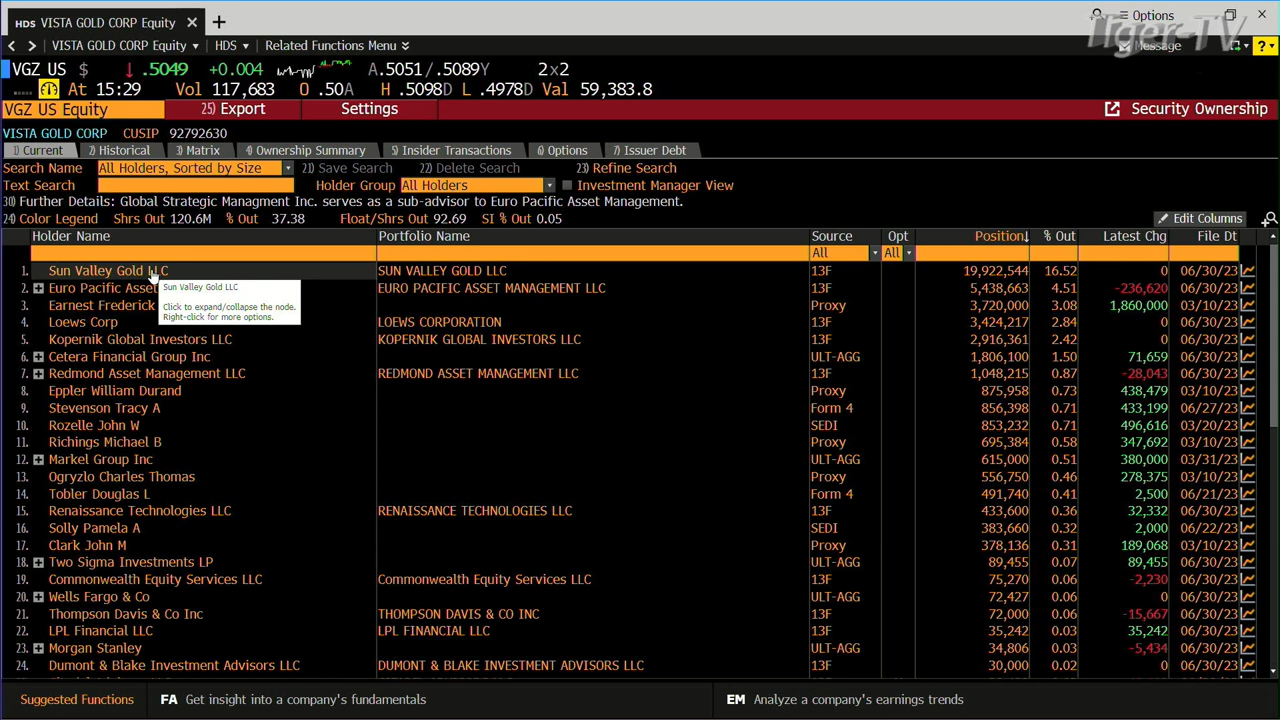 HDS VISTA GOLD CORP Equity
Options
Tiger-TV
VISTA GOLD CORP Equity HDS Related Functions Menu Message
VGZ US $ ↓ .5049 +0.004 A.5051/.5089Y 2x2
At 15:29 Vol 117,683 O .50A H .5098D L .4978D Val 59,383.8
VGZ US Equity 25) Export Settings Security Ownership
VISTA GOLD CORP CUSIP 92792630
1) Current 2) Historical 3) Matrix 4) Ownership Summary 5) Insider Transactions 6) Options 7) Issuer Debt
Search Name All Holders, Sorted by Size 21) Save Search 22) Delete Search 23) Refine Search
Text Search Holder Group All Holders Investment Manager View
30) Further Details: Global Strategic Managment Inc. serves as a sub-advisor to Euro Pacific Asset Management.
24) Color Legend Shrs Out 120.6M % Out 37.38 Float/Shrs Out 92.69 SI % Out 0.05 Edit Columns
Holder Name Portfolio Name Source Opt Position↓ % Out Latest Chg File Dt
All All
1. Sun Valley Gold LLC SUN VALLEY GOLD LLC 13F 19,922,544 16.52 0 06/30/23
2. Euro Pacific Asset EURO PACIFIC ASSET MANAGEMENT LLC 13F 5,438,663 4.51 -236,620 06/30/23
3. Earnest Frederick Proxy 3,720,000 3.08 1,860,000 03/10/23
4. Loews Corp LOEWS CORPORATION 13F 3,424,217 2.84 0 06/30/23
5. Kopernik Global Investors LLC KOPERNIK GLOBAL INVESTORS LLC 13F 2,916,361 2.42 0 06/30/23
6. Cetera Financial Group Inc ULT-AGG 1,806,100 1.50 71,659 06/30/23
7. Redmond Asset Management LLC REDMOND ASSET MANAGEMENT LLC 13F 1,048,215 0.87 -28,043 06/30/23
8. Eppler William Durand Proxy 875,958 0.73 438,479 03/10/23
9. Stevenson Tracy A Form 4 856,398 0.71 433,199 06/27/23
10. Rozelle John W SEDI 853,232 0.71 496,616 03/20/23
11. Richings Michael B Proxy 695,384 0.58 347,692 03/10/23
12. Markel Group Inc ULT-AGG 615,000 0.51 380,000 03/31/23
13. Ogryzlo Charles Thomas Proxy 556,750 0.46 278,375 03/10/23
14. Tobler Douglas L Form 4 491,740 0.41 2,500 06/21/23
15. Renaissance Technologies LLC RENAISSANCE TECHNOLOGIES LLC 13F 433,600 0.36 32,332 06/30/23
16. Solly Pamela A SEDI 383,660 0.32 2,000 06/22/23
17. Clark John M Proxy 378,136 0.31 189,068 03/10/23
18. Two Sigma Investments LP ULT-AGG 89,455 0.07 89,455 06/30/23
19. Commonwealth Equity Services LLC Commonwealth Equity Services LLC 13F 75,270 0.06 -2,230 06/30/23
20. Wells Fargo & Co ULT-AGG 72,427 0.06 0 06/30/23
21. Thompson Davis & Co Inc THOMPSON DAVIS & CO INC 13F 72,000 0.06 -15,667 06/30/23
22. LPL Financial LLC LPL FINANCIAL LLC 13F 35,242 0.03 35,242 06/30/23
23. Morgan Stanley ULT-AGG 34,806 0.03 -5,434 06/30/23
24. Dumont & Blake Investment Advisors LLC DUMONT & BLAKE INVESTMENT ADVISORS LLC 13F 30,000 0.02 0 06/30/23
Sun Valley Gold LLC
Click to expand/collapse the node.
Right-click for more options.
Suggested Functions FA Get insight into a company's fundamentals EM Analyze a company's earnings trends